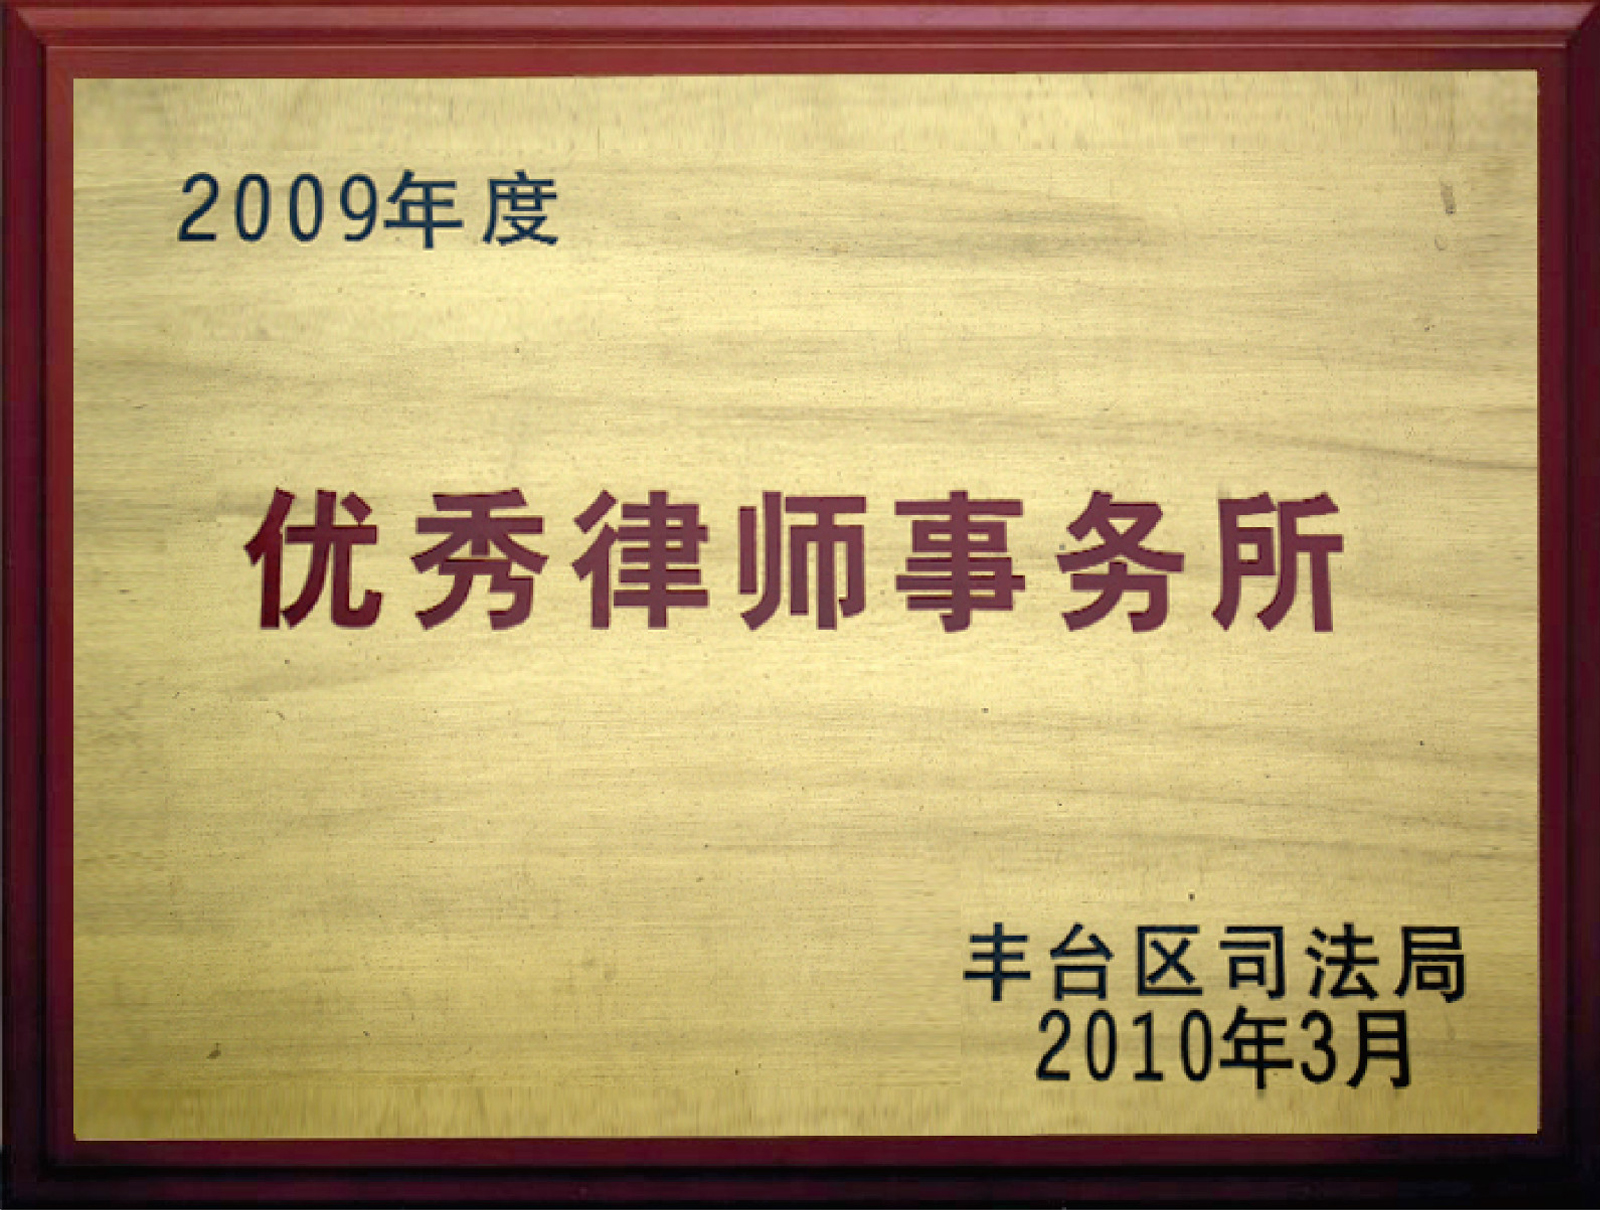 2009年度
优秀律师事务所
丰台区司法局
2010年3月